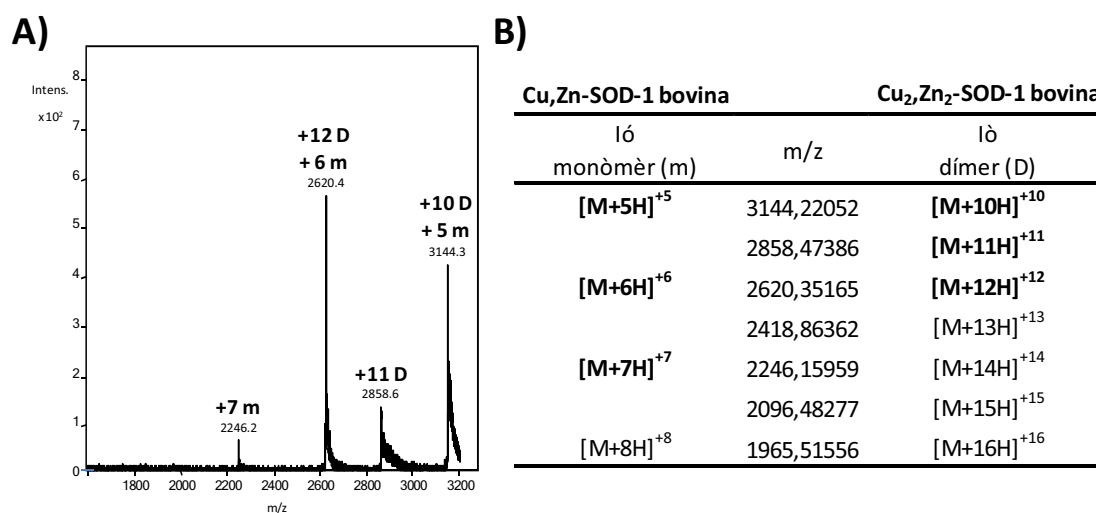 A)
Intens.
x10²
8
7
6
5
4
3
2
1
0
+12 D
+ 6 m
2620.4
+10 D
+ 5 m
3144.3
+11 D
2858.6
+7 m
2246.2
1800 2000 2200 2400 2600 2800 3000 3200
m/z
B)
Cu,Zn-SOD-1 bovina Cu₂,Zn₂-SOD-1 bovina
Ió monòmèr (m) m/z Iò dímer (D)
[M+5H]⁺⁵ 3144,22052 [M+10H]⁺¹⁰
2858,47386 [M+11H]⁺¹¹
[M+6H]⁺⁶ 2620,35165 [M+12H]⁺¹²
2418,86362 [M+13H]⁺¹³
[M+7H]⁺⁷ 2246,15959 [M+14H]⁺¹⁴
2096,48277 [M+15H]⁺¹⁵
[M+8H]⁺⁸ 1965,51556 [M+16H]⁺¹⁶